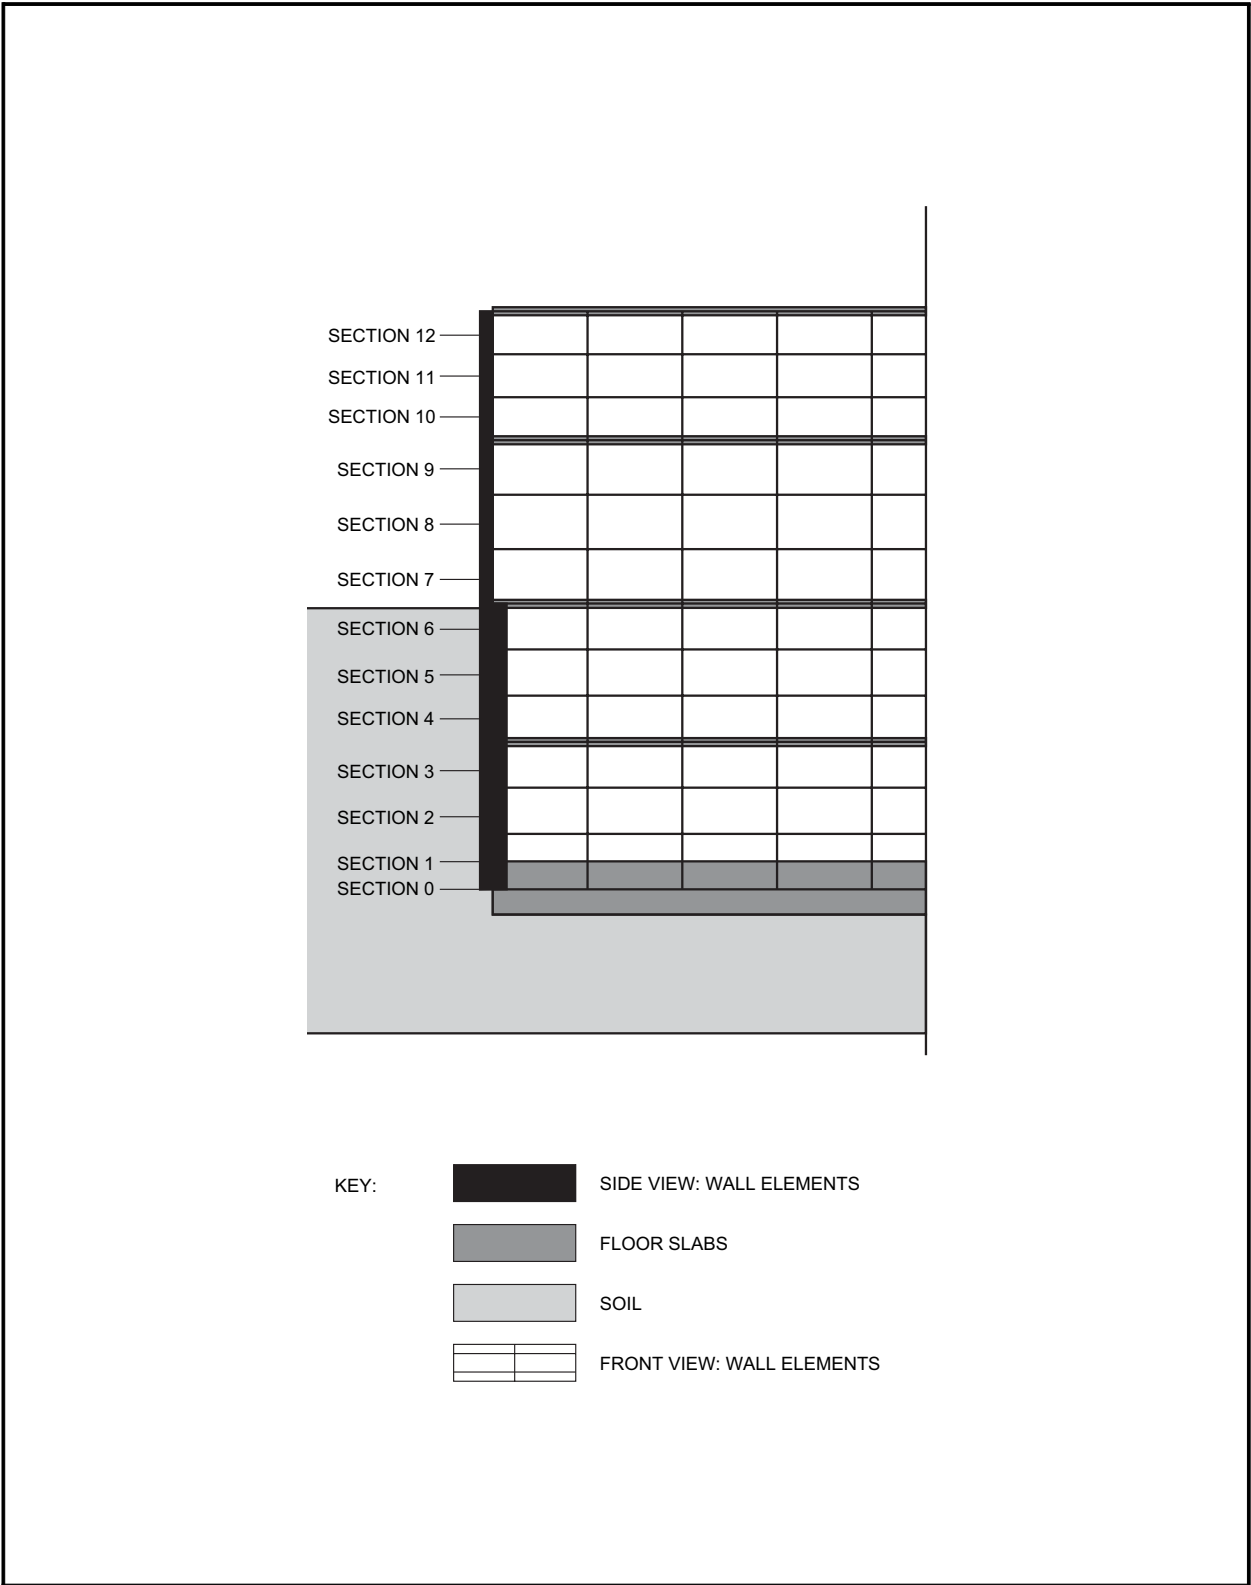 SECTION 12
SECTION 11
SECTION 10
SECTION 9
SECTION 8
SECTION 7
SECTION 6
SECTION 5
SECTION 4
SECTION 3
SECTION 2
SECTION 1
SECTION 0
KEY:
SIDE VIEW: WALL ELEMENTS
FLOOR SLABS
SOIL
FRONT VIEW: WALL ELEMENTS